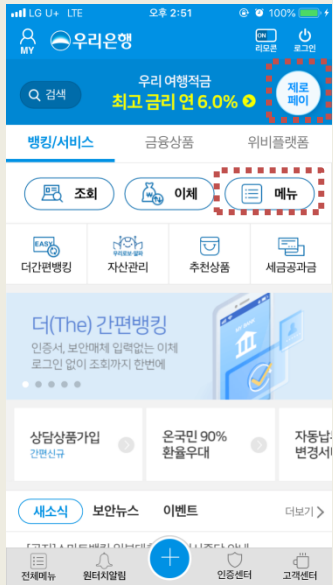 LG U+ LTE 오후 2:51 100%
MY 우리은행 ON 리모콘 로그인
검색
우리 여행적금
최고 금리 연 6.0%
제로
페이
뱅킹/서비스 금융상품 위비플랫폼
조회 이체 메뉴
EASY
더간편뱅킹 자산관리 추천상품 세금공과금
더(The) 간편뱅킹
인증서, 보안매체 입력없는 이체
로그인 없이 조회까지 한번에
상담상품가입
간편신규
온국민 90%
환율우대
자동납
변경서
새소식 보안뉴스 이벤트 더보기
전체메뉴 원터치알림 인증센터 고객센터